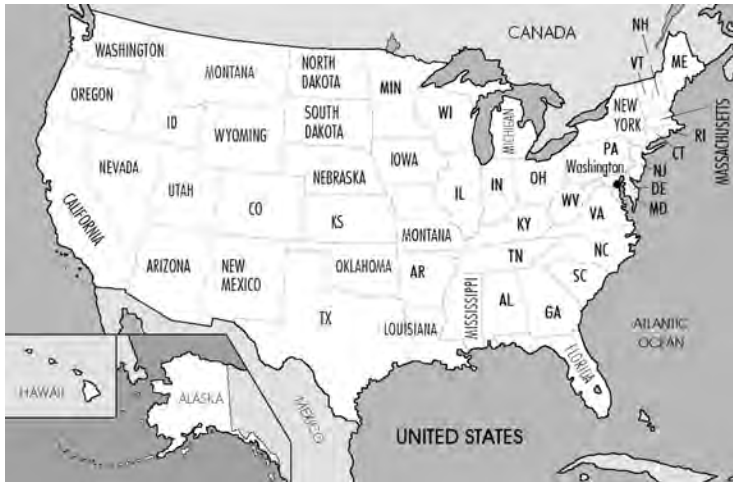 NH
CANADA
VT
ME
WASHINGTON
MONTANA
NORTH
DAKOTA
MIN
OREGON
WI
NEW
YORK
MASSACHUSETTS
ID
WYOMING
SOUTH
DAKOTA
MICHIGAN
RI
CT
PA
IOWA
Washington
NJ
NEVADA
NEBRASKA
OH
DE
UTAH
IL
IN
MD
CO
WV
VA
CALIFORNIA
KS
KY
MONTANA
NC
TN
ARIZONA
NEW
MEXICO
OKLAHOMA
AR
SC
MISSISSIPPI
AL
GA
TX
LOUISIANA
ATLANTIC
OCEAN
FLORIDA
HAWAII
ALASKA
MEXICO
UNITED STATES